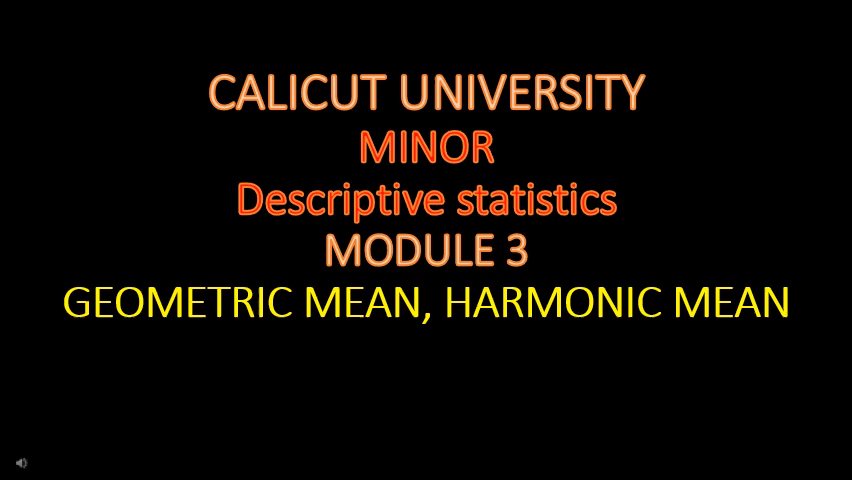 CALICUT UNIVERSITY
MINOR
Descriptive statistics
MODULE 3
GEOMETRIC MEAN, HARMONIC MEAN